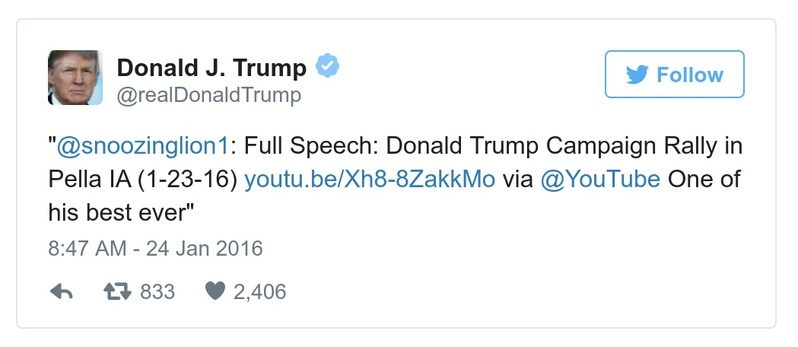 Donald J. Trump
@realDonaldTrump
Follow
"@snoozinglion1: Full Speech: Donald Trump Campaign Rally in
Pella IA (1-23-16) youtu.be/Xh8-8ZakkMo via @YouTube One of
his best ever"
8:47 AM - 24 Jan 2016
833 2,406